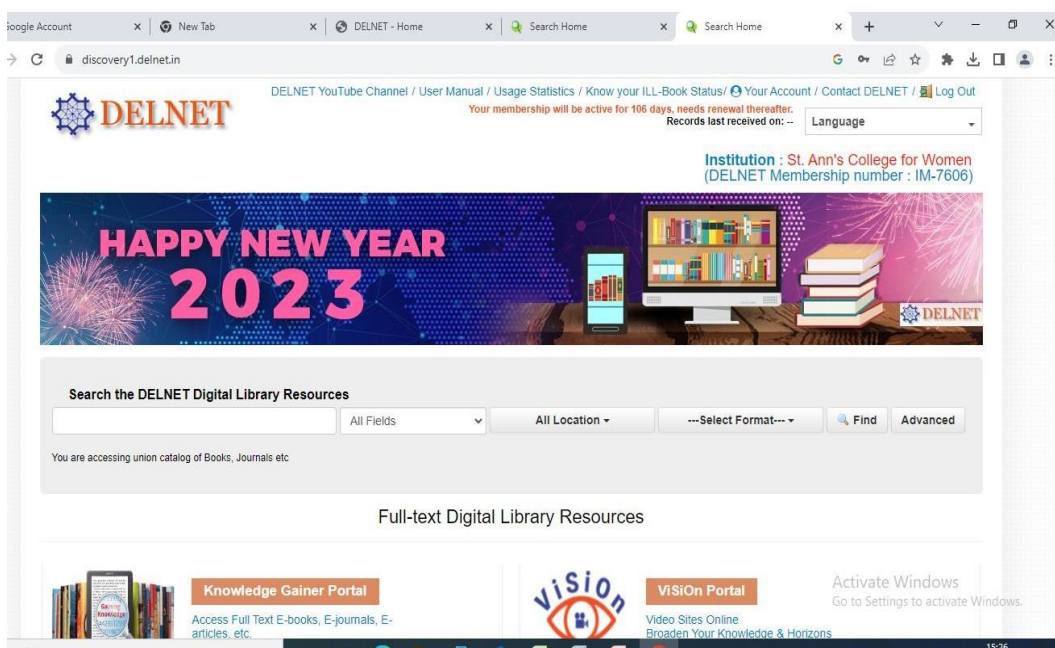 Google Account
New Tab
DELNET - Home
Search Home
Search Home
discovery1.delnet.in
DELNET YouTube Channel / User Manual / Usage Statistics / Know your ILL-Book Status/ Your Account / Contact DELNET / Log Out
DELNET
Your membership will be active for 106 days, needs renewal thereafter.
Records last received on: --
Language
Institution : St. Ann's College for Women
(DELNET Membership number : IM-7606)
HAPPY NEW YEAR
2023
DELNET
Search the DELNET Digital Library Resources
All Fields
All Location
---Select Format---
Find
Advanced
You are accessing union catalog of Books, Journals etc
Full-text Digital Library Resources
Gaining
Knowledge
Knowledge Gainer Portal
Access Full Text E-books, E-journals, E-
articles, etc.
ViSiOn
ViSiOn Portal
Video Sites Online
Broaden Your Knowledge & Horizons
Activate Windows
Go to Settings to activate Windows.
15:26